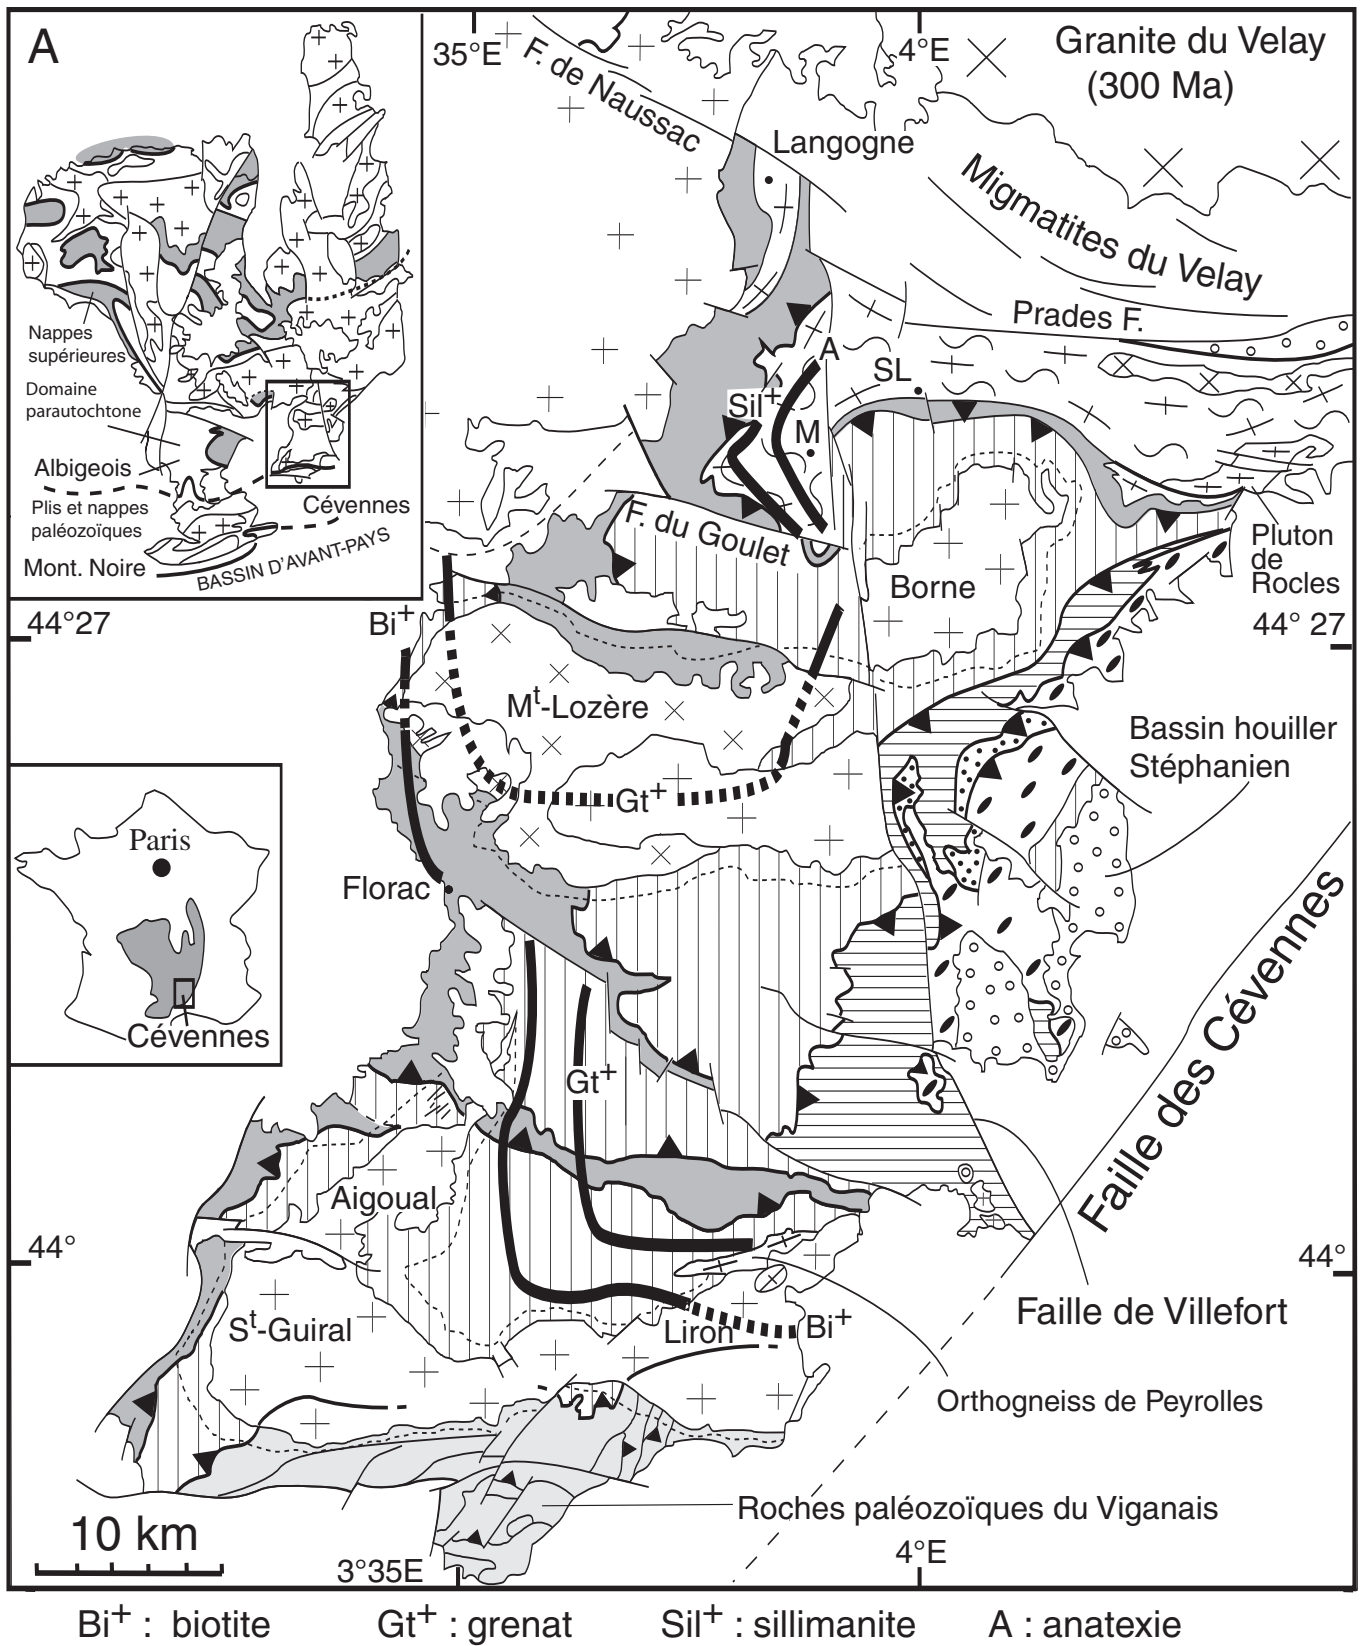 A
35°E
4°E
Granite du Velay
(300 Ma)
F. de Naussac
Langogne
Migmatites du Velay
Prades F.
Nappes
supérieures
Domaine
parautochtone
Albigeois
Plis et nappes
paléozoïques
Cévennes
Mont. Noire
BASSIN D'AVANT-PAYS
A
SL
Sil+
M
F. du Goulet
Borne
Pluton
de
Rocles
44°27
44° 27
Bi+
Mt-Lozère
Gt+
Bassin houiller
Stéphanien
Paris
Cévennes
Florac
Faille des Cévennes
Gt+
Aigoual
44°
44°
St-Guiral
Liron
Bi+
Faille de Villefort
Orthogneiss de Peyrolles
Roches paléozoïques du Viganais
10 km
3°35E
4°E
Bi+ : biotite
Gt+ : grenat
Sil+ : sillimanite
A : anatexie